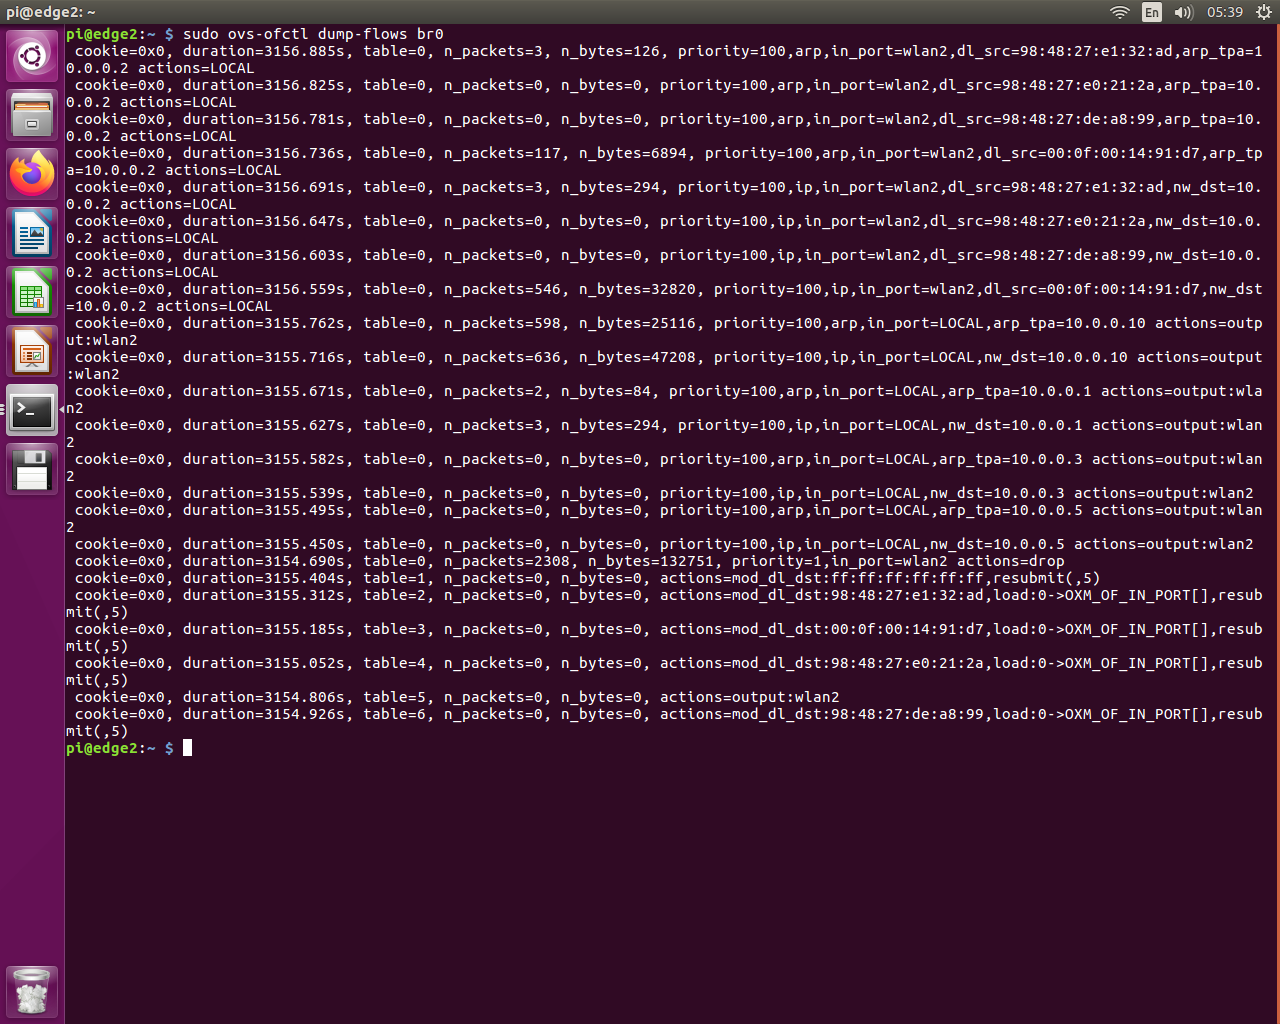 pi@edge2: ~
En
05:39
pi@edge2:~ $ sudo ovs-ofctl dump-flows br0
 cookie=0x0, duration=3156.885s, table=0, n_packets=3, n_bytes=126, priority=100,arp,in_port=wlan2,dl_src=98:48:27:e1:32:ad,arp_tpa=1
0.0.0.2 actions=LOCAL
 cookie=0x0, duration=3156.825s, table=0, n_packets=0, n_bytes=0, priority=100,arp,in_port=wlan2,dl_src=98:48:27:e0:21:2a,arp_tpa=10.
0.0.2 actions=LOCAL
 cookie=0x0, duration=3156.781s, table=0, n_packets=0, n_bytes=0, priority=100,arp,in_port=wlan2,dl_src=98:48:27:de:a8:99,arp_tpa=10.
0.0.2 actions=LOCAL
 cookie=0x0, duration=3156.736s, table=0, n_packets=117, n_bytes=6894, priority=100,arp,in_port=wlan2,dl_src=00:0f:00:14:91:d7,arp_tp
a=10.0.0.2 actions=LOCAL
 cookie=0x0, duration=3156.691s, table=0, n_packets=3, n_bytes=294, priority=100,ip,in_port=wlan2,dl_src=98:48:27:e1:32:ad,nw_dst=10.
0.0.2 actions=LOCAL
 cookie=0x0, duration=3156.647s, table=0, n_packets=0, n_bytes=0, priority=100,ip,in_port=wlan2,dl_src=98:48:27:e0:21:2a,nw_dst=10.0.
0.2 actions=LOCAL
 cookie=0x0, duration=3156.603s, table=0, n_packets=0, n_bytes=0, priority=100,ip,in_port=wlan2,dl_src=98:48:27:de:a8:99,nw_dst=10.0.
0.2 actions=LOCAL
 cookie=0x0, duration=3156.559s, table=0, n_packets=546, n_bytes=32820, priority=100,ip,in_port=wlan2,dl_src=00:0f:00:14:91:d7,nw_dst
=10.0.0.2 actions=LOCAL
 cookie=0x0, duration=3155.762s, table=0, n_packets=598, n_bytes=25116, priority=100,arp,in_port=LOCAL,arp_tpa=10.0.0.10 actions=outp
ut:wlan2
 cookie=0x0, duration=3155.716s, table=0, n_packets=636, n_bytes=47208, priority=100,ip,in_port=LOCAL,nw_dst=10.0.0.10 actions=output
:wlan2
 cookie=0x0, duration=3155.671s, table=0, n_packets=2, n_bytes=84, priority=100,arp,in_port=LOCAL,arp_tpa=10.0.0.1 actions=output:wla
n2
 cookie=0x0, duration=3155.627s, table=0, n_packets=3, n_bytes=294, priority=100,ip,in_port=LOCAL,nw_dst=10.0.0.1 actions=output:wlan
2
 cookie=0x0, duration=3155.582s, table=0, n_packets=0, n_bytes=0, priority=100,arp,in_port=LOCAL,arp_tpa=10.0.0.3 actions=output:wlan
2
 cookie=0x0, duration=3155.539s, table=0, n_packets=0, n_bytes=0, priority=100,ip,in_port=LOCAL,nw_dst=10.0.0.3 actions=output:wlan2
 cookie=0x0, duration=3155.495s, table=0, n_packets=0, n_bytes=0, priority=100,arp,in_port=LOCAL,arp_tpa=10.0.0.5 actions=output:wlan
2
 cookie=0x0, duration=3155.450s, table=0, n_packets=0, n_bytes=0, priority=100,ip,in_port=LOCAL,nw_dst=10.0.0.5 actions=output:wlan2
 cookie=0x0, duration=3154.690s, table=0, n_packets=2308, n_bytes=132751, priority=1,in_port=wlan2 actions=drop
 cookie=0x0, duration=3155.404s, table=1, n_packets=0, n_bytes=0, actions=mod_dl_dst:ff:ff:ff:ff:ff:ff,resubmit(,5)
 cookie=0x0, duration=3155.312s, table=2, n_packets=0, n_bytes=0, actions=mod_dl_dst:98:48:27:e1:32:ad,load:0->OXM_OF_IN_PORT[],resub
mit(,5)
 cookie=0x0, duration=3155.185s, table=3, n_packets=0, n_bytes=0, actions=mod_dl_dst:00:0f:00:14:91:d7,load:0->OXM_OF_IN_PORT[],resub
mit(,5)
 cookie=0x0, duration=3155.052s, table=4, n_packets=0, n_bytes=0, actions=mod_dl_dst:98:48:27:e0:21:2a,load:0->OXM_OF_IN_PORT[],resub
mit(,5)
 cookie=0x0, duration=3154.806s, table=5, n_packets=0, n_bytes=0, actions=output:wlan2
 cookie=0x0, duration=3154.926s, table=6, n_packets=0, n_bytes=0, actions=mod_dl_dst:98:48:27:de:a8:99,load:0->OXM_OF_IN_PORT[],resub
mit(,5)
pi@edge2:~ $